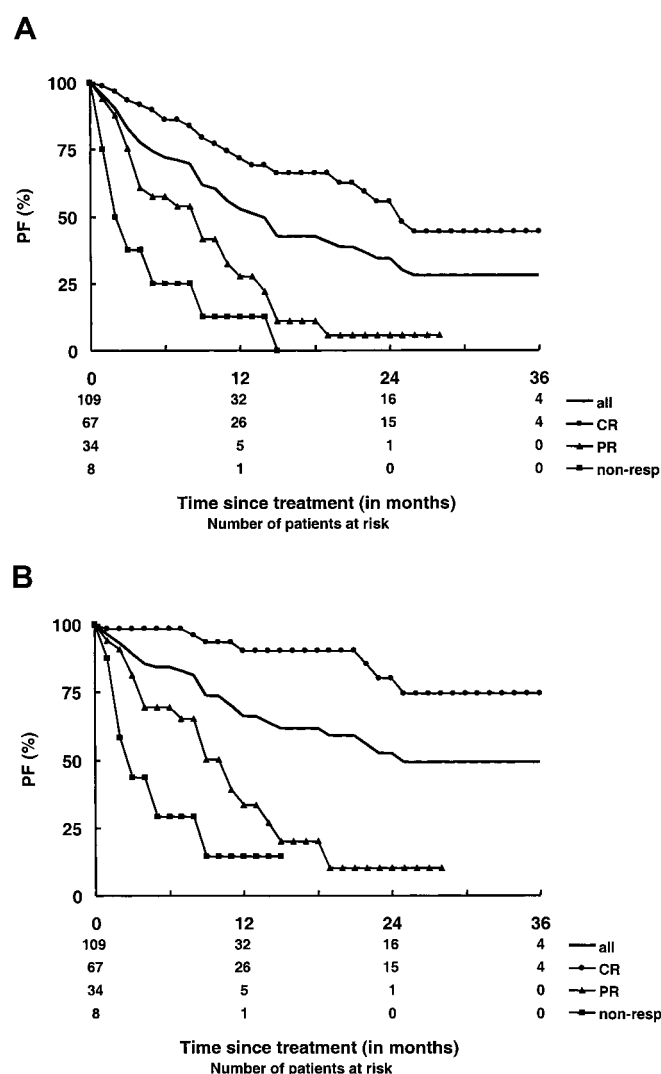 A
100
75
50
25
0
PF (%)
0 12 24 36
109 32 16 4 all
67 26 15 4 CR
34 5 1 0 PR
8 1 0 0 non-resp
Time since treatment (in months)
Number of patients at risk
B
100
75
50
25
0
PF (%)
0 12 24 36
109 32 16 4 all
67 26 15 4 CR
34 5 1 0 PR
8 1 0 0 non-resp
Time since treatment (in months)
Number of patients at risk